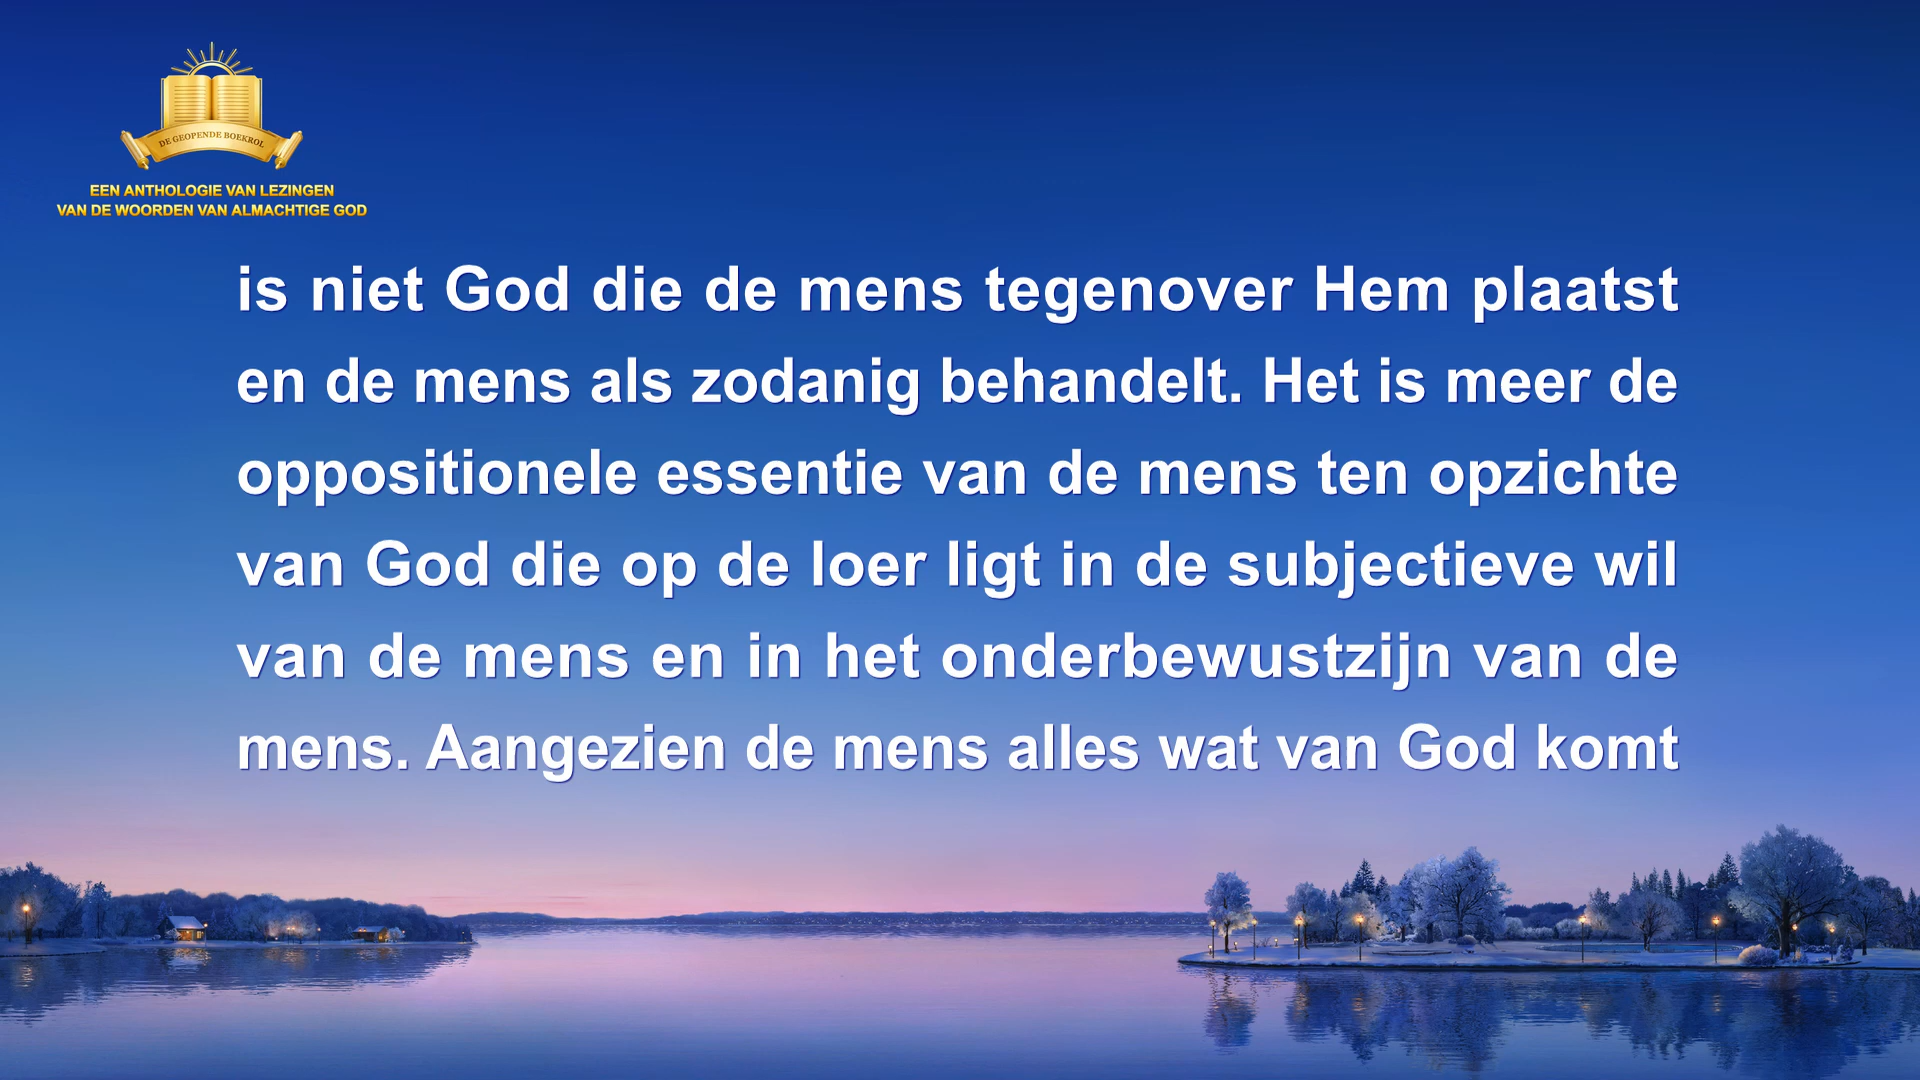 DE GEOPENDE BOEKROL
EEN ANTHOLOGIE VAN LEZINGEN
VAN DE WOORDEN VAN ALMACHTIGE GOD
is niet God die de mens tegenover Hem plaatst
en de mens als zodanig behandelt. Het is meer de
oppositionele essentie van de mens ten opzichte
van God die op de loer ligt in de subjectieve wil
van de mens en in het onderbewustzijn van de
mens. Aangezien de mens alles wat van God komt